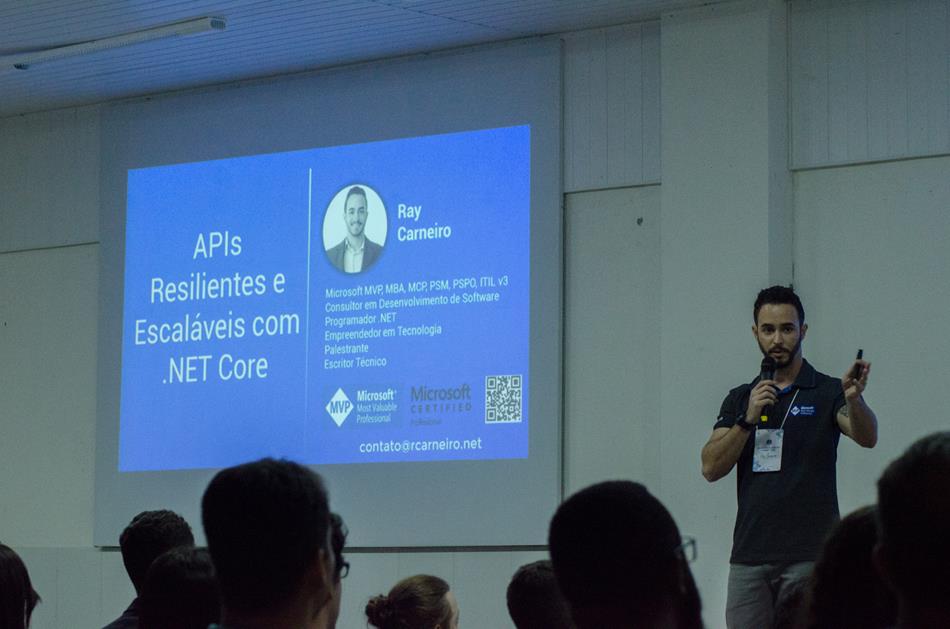 APIs
Resilientes e
Escaláveis com
.NET Core
Ray
Carneiro
Microsoft MVP, MBA, MCP, PSM, PSPO, ITIL v3
Consultor em Desenvolvimento de Software
Programador .NET
Empreendedor em Tecnologia
Palestrante
Escritor Técnico
MVP
Microsoft®
Most Valuable
Professional
Microsoft
CERTIFIED
Professional
contato@rcarneiro.net